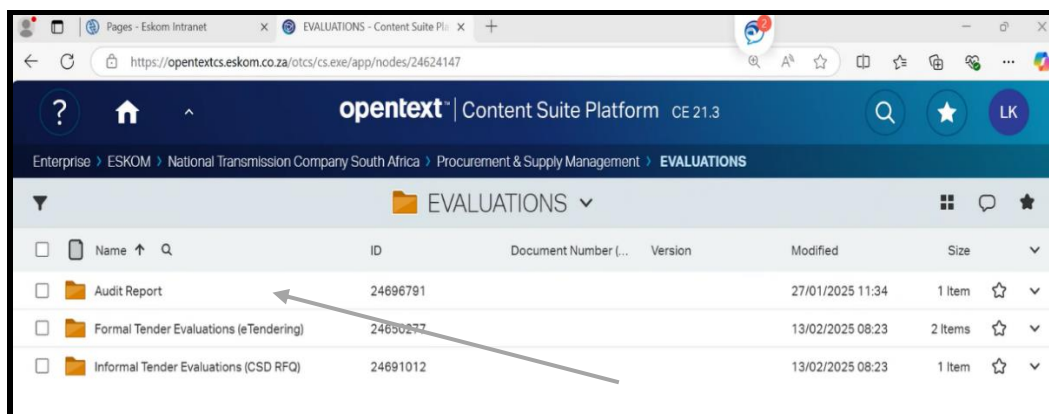 Pages - Eskom Intranet
EVALUATIONS - Content Suite Pla
2
https://opentextcs.eskom.co.za/otcs/cs.exe/app/nodes/24624147
opentext™ | Content Suite Platform CE 21.3
LK
Enterprise > ESKOM > National Transmission Company South Africa > Procurement & Supply Management > EVALUATIONS
EVALUATIONS
Name ID Document Number (... Version Modified Size
Audit Report 24696791 27/01/2025 11:34 1 Item
Formal Tender Evaluations (eTendering) 24650277 13/02/2025 08:23 2 Items
Informal Tender Evaluations (CSD RFQ) 24691012 13/02/2025 08:23 1 Item